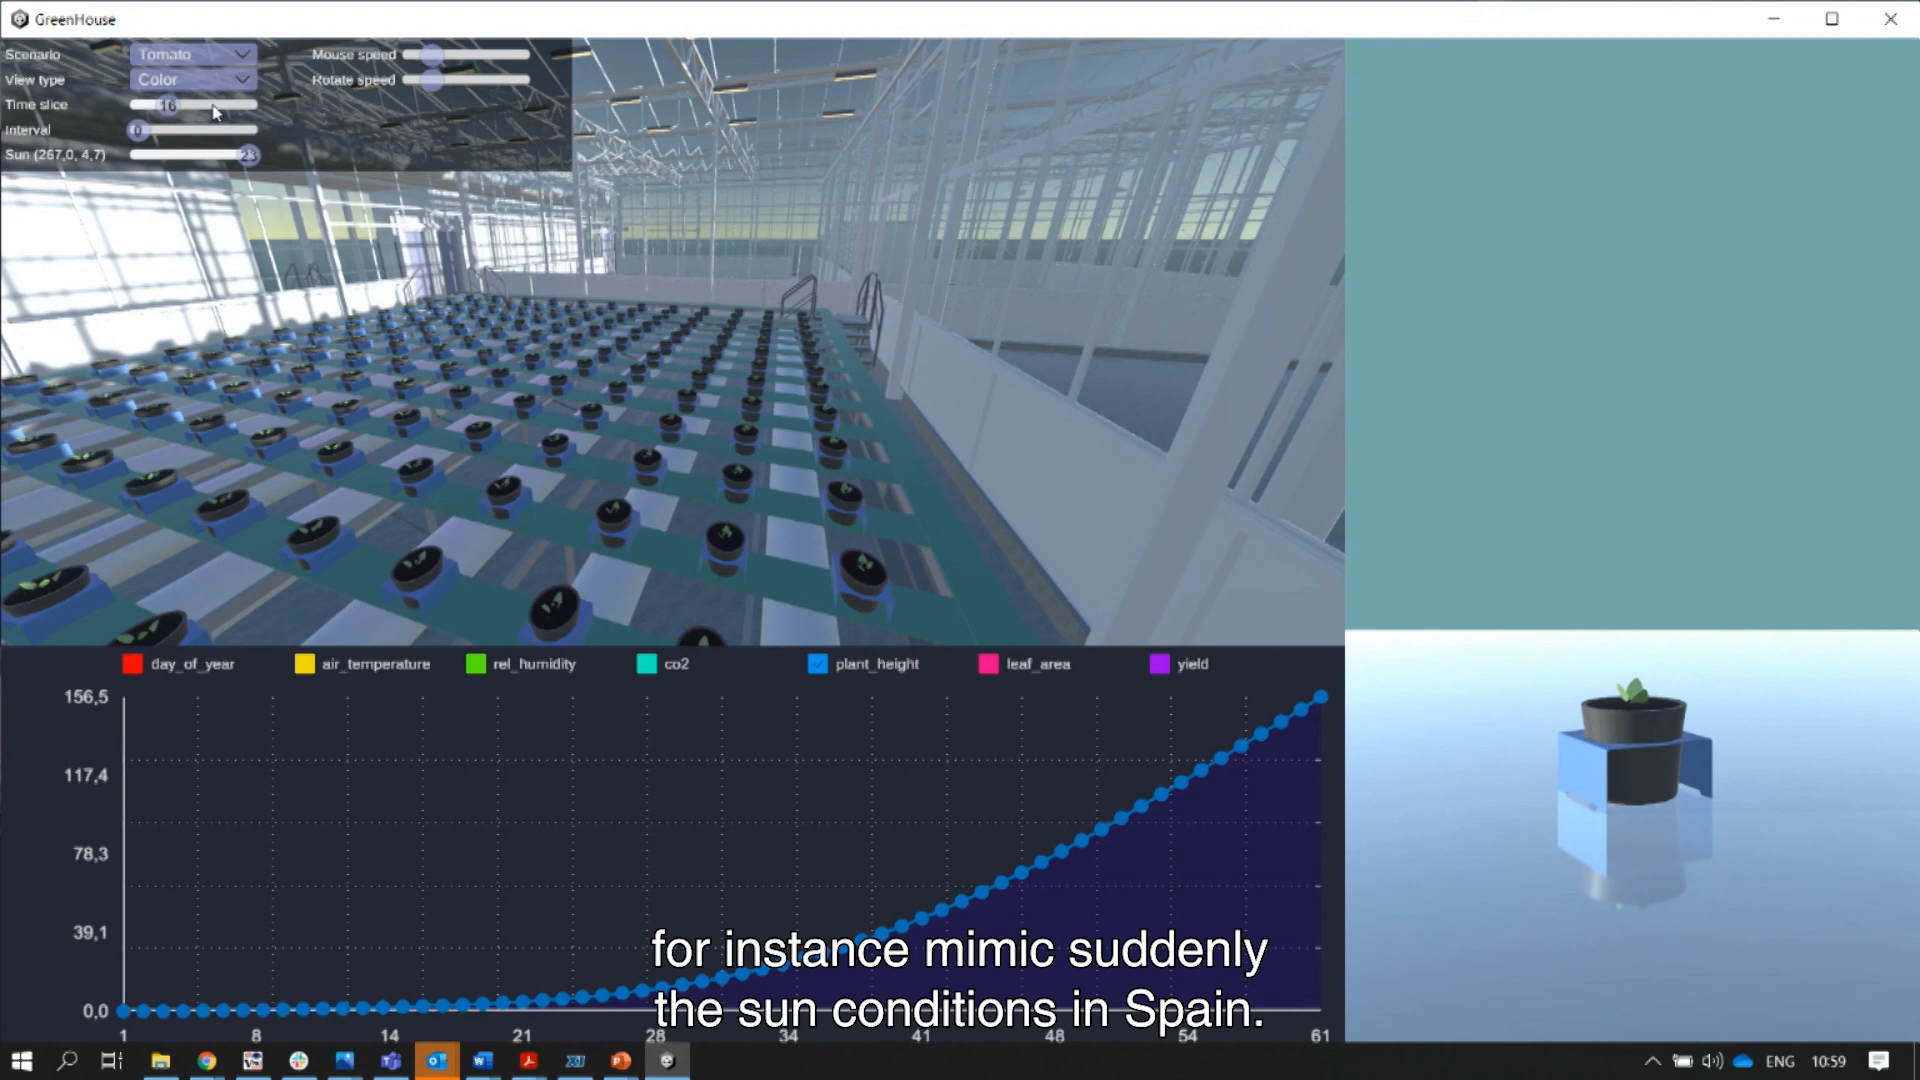 GreenHouse
Scenario Tomato Mouse speed
View type Color Rotate speed
Time slice 16
Interval 0
Sun (267,0, 4,7) 23
day_of_year air_temperature rel_humidity co2 plant_height leaf_area yield
156,5
117,4
78,3
39,1
0,0
1 8 14 21 28 34 41 48 54 61
for instance mimic suddenly
the sun conditions in Spain.
ENG 10:59